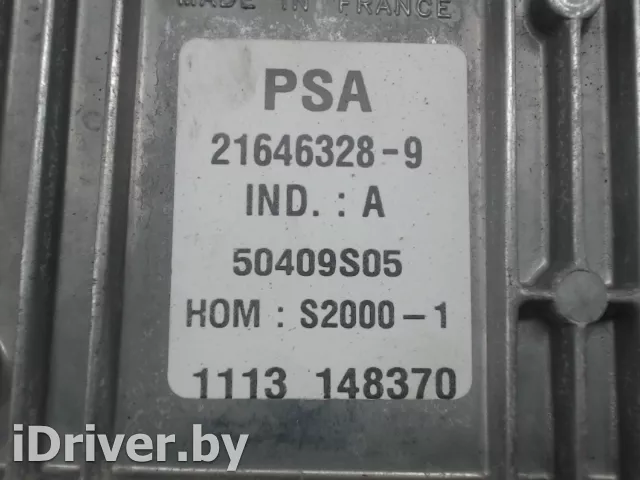 MADE IN FRANCE
PSA
21646328-9
IND. : A
50409S05
HOM : S2000-1
1113 148370
iDriver.by